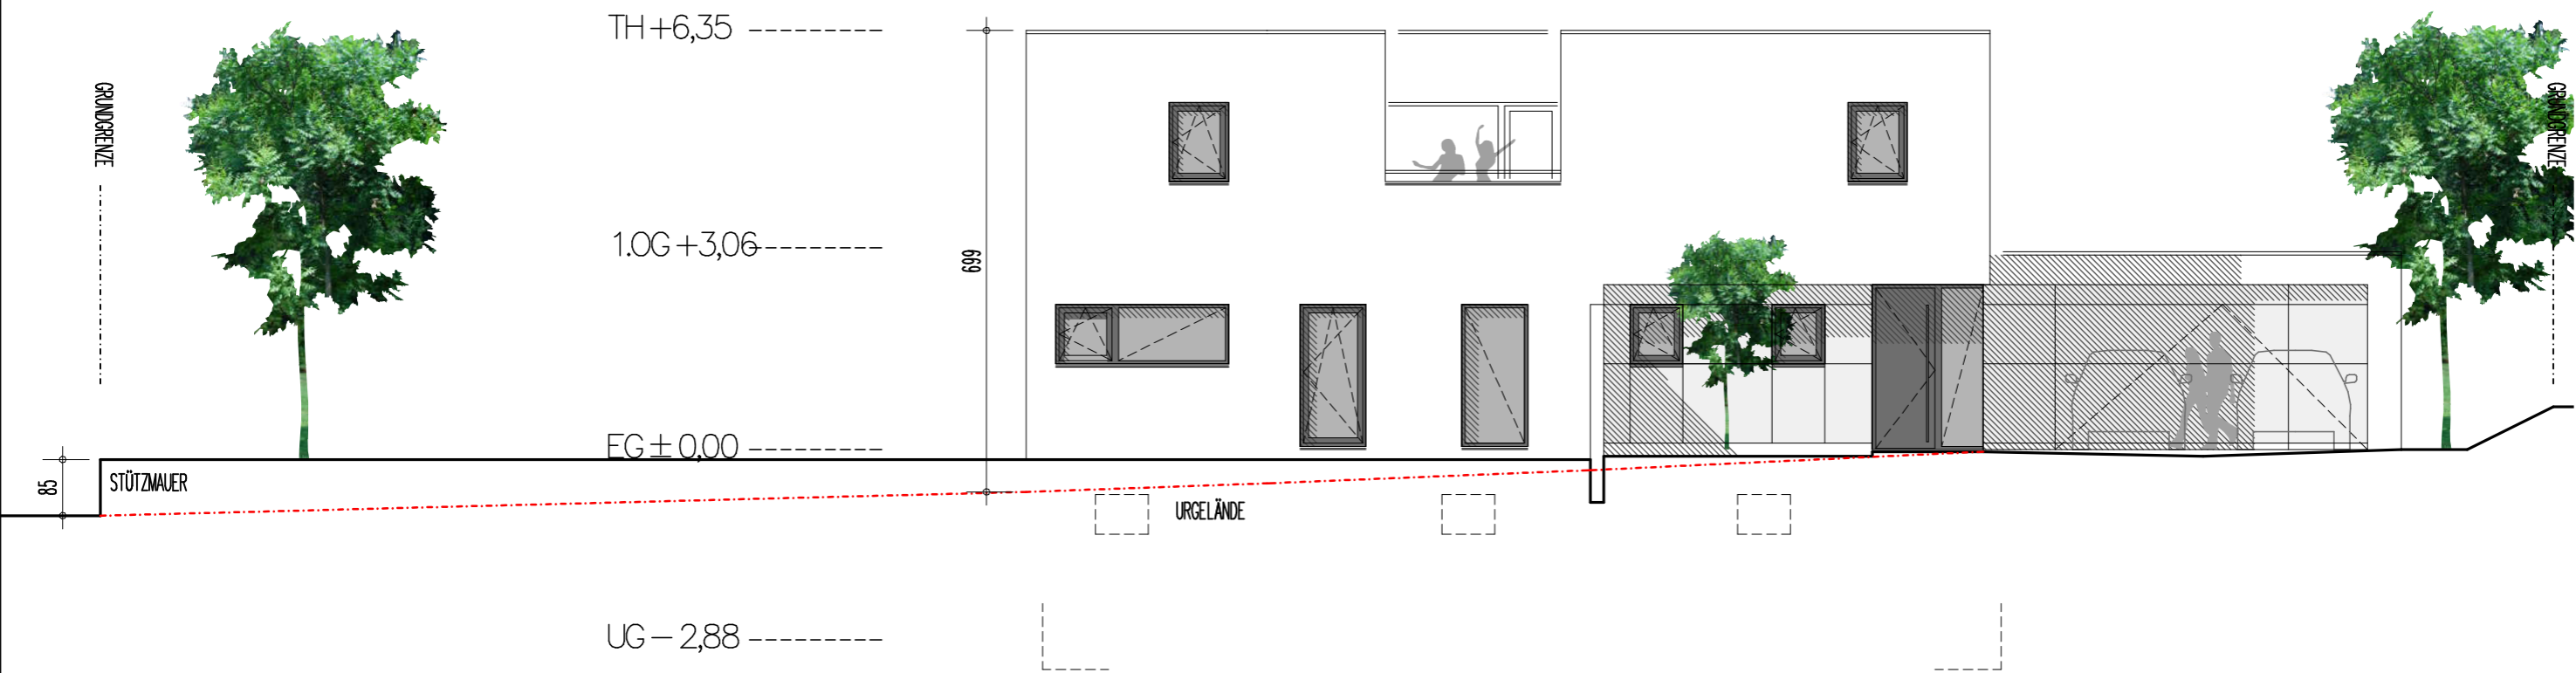 TH +6,35
GRUNDGRENZE
GRUNDGRENZE
1.OG +3,06
699
EG ± 0,00
85
STÜTZMAUER
URGELÄNDE
UG – 2,88